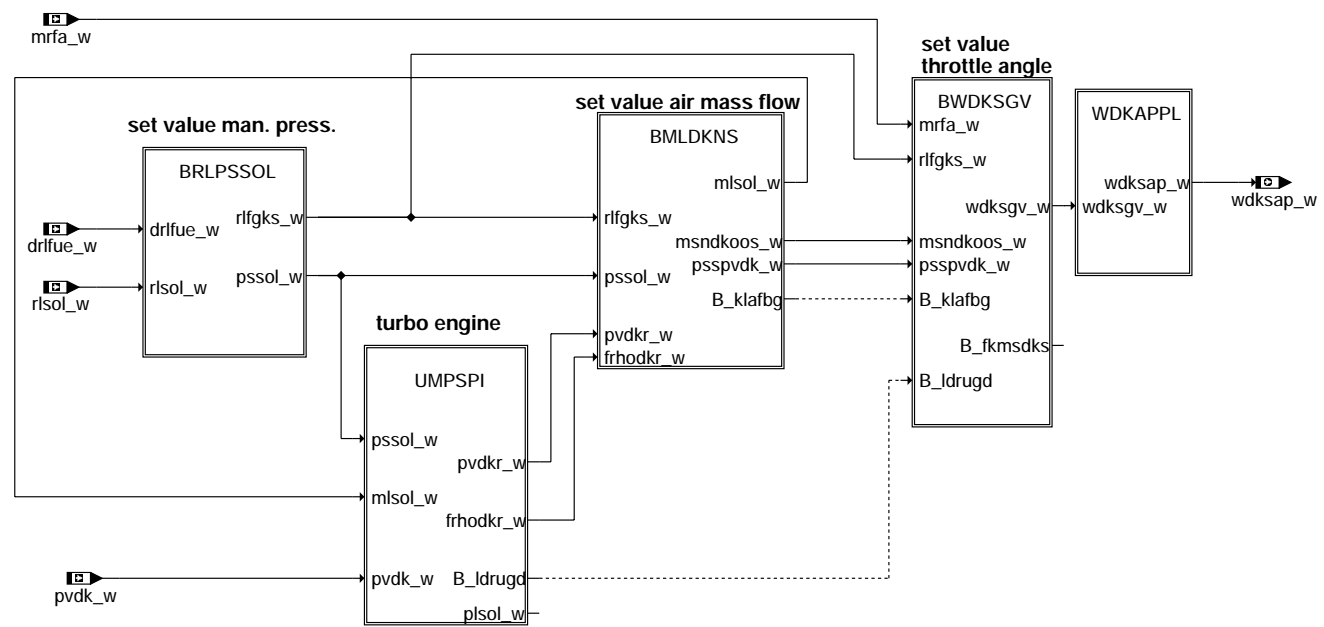 mrfa_w
set value
throttle angle
set value air mass flow
set value man. press.
BWDKSGV
mrfa_w
rlfgks_w
wdksgv_w
msndkoos_w
psspvdk_w
B_klafbg
B_fkmsdks
B_ldrugd
WDKAPPL
wdksap_w
wdksgv_w
wdksap_w
BMLDKNS
mlsol_w
rlfgks_w
msndkoos_w
psspvdk_w
pssol_w
B_klafbg
pvdkr_w
frhodkr_w
BRLPSSOL
rlfgks_w
drlfue_w
pssol_w
rlsol_w
drlfue_w
rlsol_w
turbo engine
UMPSPI
pssol_w
pvdkr_w
mlsol_w
frhodkr_w
pvdk_w
B_ldrugd
plsol_w
pvdk_w